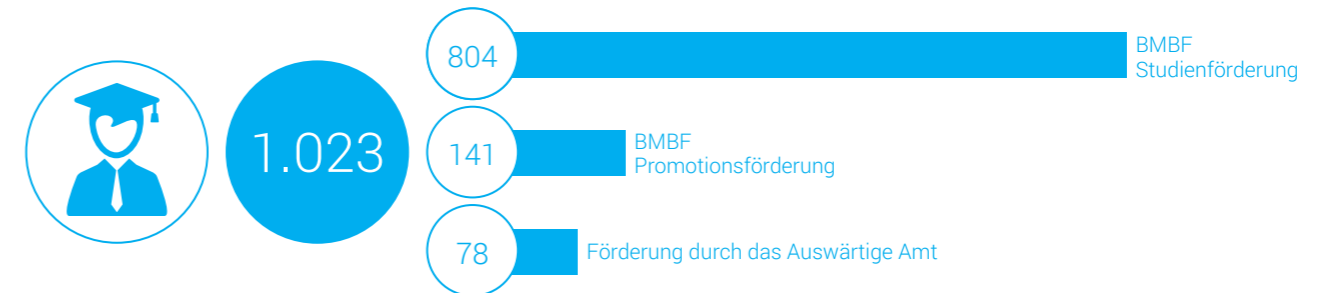 1.023
804
BMBF
Studienförderung
141
BMBF
Promotionsförderung
78
Förderung durch das Auswärtige Amt